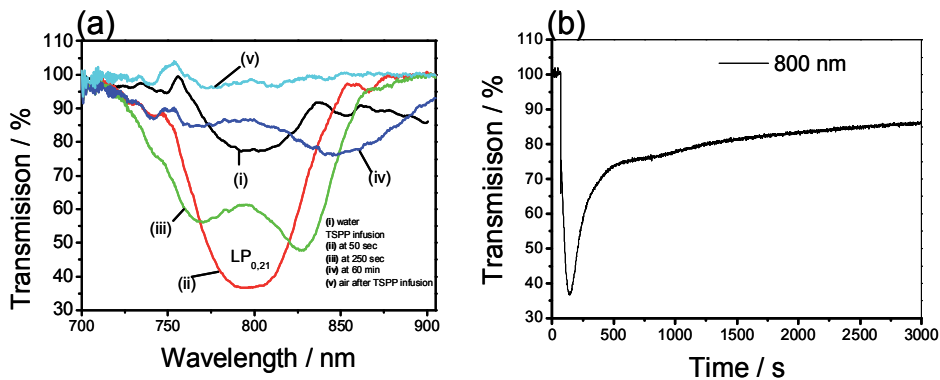 (a)
110
100
90
80
70
60
50
40
30
700
750
800
850
900
Transmisison / %
Wavelength / nm
(v)
(i)
(iv)
(iii)
(ii)
LP0,21
(i) water
TSPP infusion
(ii) at 50 sec
(iii) at 250 sec
(iv) at 60 min
(v) air after TSPP infusion
(b)
800 nm
110
100
90
80
70
60
50
40
30
0
500
1000
1500
2000
2500
3000
Transmisison / %
Time / s